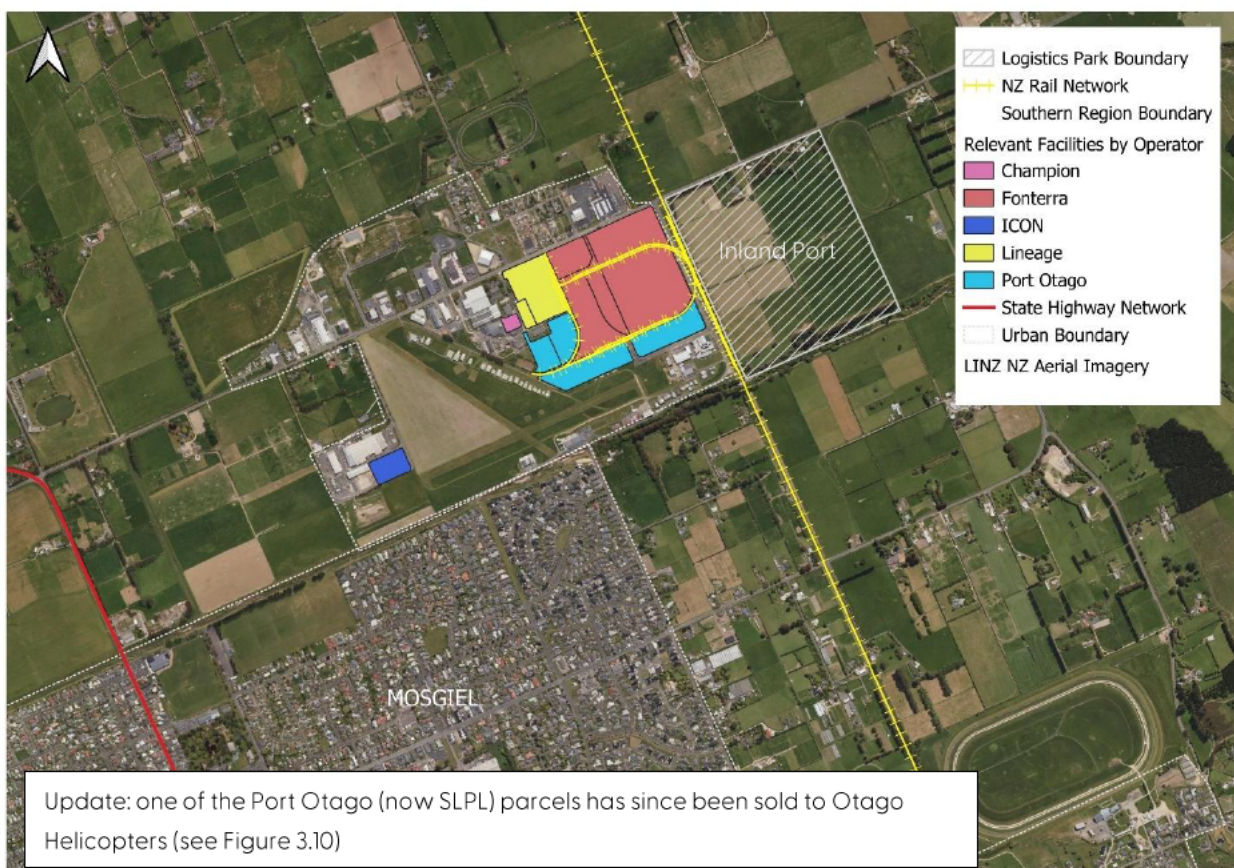 Logistics Park Boundary
NZ Rail Network
Southern Region Boundary
Relevant Facilities by Operator
Champion
Fonterra
ICON
Lineage
Port Otago
State Highway Network
Urban Boundary
LINZ NZ Aerial Imagery
Inland Port
MOSGIEL
Update: one of the Port Otago (now SLPL) parcels has since been sold to Otago
Helicopters (see Figure 3.10)